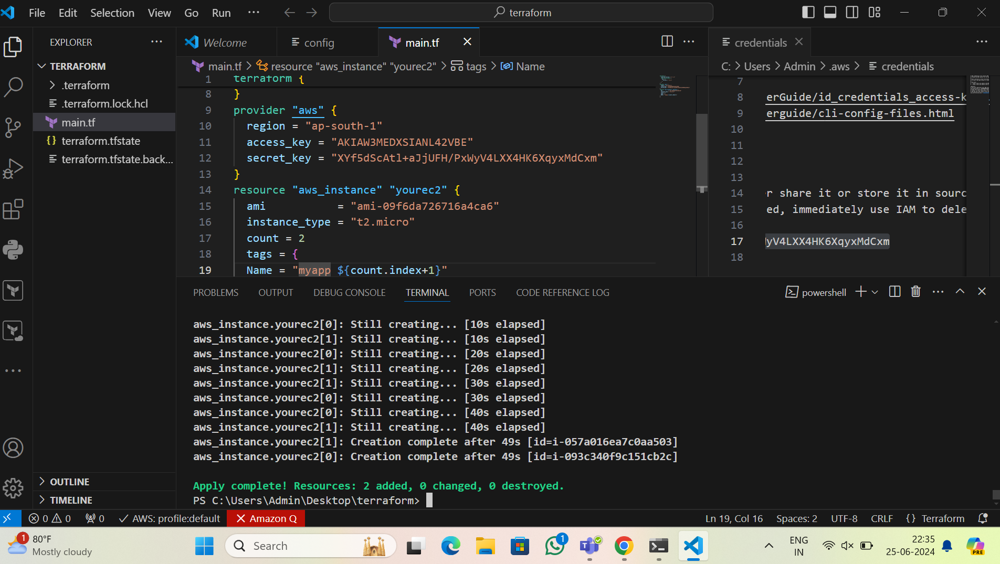 File Edit Selection View Go Run ···
terraform
EXPLORER
TERRAFORM
.terraform
.terraform.lock.hcl
main.tf
terraform.tfstate
terraform.tfstate.back...
OUTLINE
TIMELINE
Welcome config main.tf
main.tf > resource "aws_instance" "yourec2" > tags > Name
1 terraform {
8 }
9 provider "aws" {
10 region = "ap-south-1"
11 access_key = "AKIAW3MEDXSIANL42VBE"
12 secret_key = "XYf5dScAtl+aJjUFH/PxWyV4LXX4HK6XqyxMdCxm"
13 }
14 resource "aws_instance" "yourec2" {
15 ami = "ami-09f6da726716a4ca6"
16 instance_type = "t2.micro"
17 count = 2
18 tags = {
19 Name = "myapp ${count.index+1}"
credentials
C: > Users > Admin > .aws > credentials
7
8 erGuide/id_credentials_access-k
9 erguide/cli-config-files.html
10
11
12
13
14 r share it or store it in sourc
15 ed, immediately use IAM to dele
16
17 yV4LXX4HK6XqyxMdCxm
18
PROBLEMS OUTPUT DEBUG CONSOLE TERMINAL PORTS CODE REFERENCE LOG
powershell
aws_instance.yourec2[0]: Still creating... [10s elapsed]
aws_instance.yourec2[1]: Still creating... [10s elapsed]
aws_instance.yourec2[0]: Still creating... [20s elapsed]
aws_instance.yourec2[1]: Still creating... [20s elapsed]
aws_instance.yourec2[1]: Still creating... [30s elapsed]
aws_instance.yourec2[0]: Still creating... [30s elapsed]
aws_instance.yourec2[0]: Still creating... [40s elapsed]
aws_instance.yourec2[1]: Still creating... [40s elapsed]
aws_instance.yourec2[1]: Creation complete after 49s [id=i-057a016ea7c0aa503]
aws_instance.yourec2[0]: Creation complete after 49s [id=i-093c340f9c151cb2c]
Apply complete! Resources: 2 added, 0 changed, 0 destroyed.
PS C:\Users\Admin\Desktop\terraform>
0 0 0 AWS: profile:default Amazon Q
Ln 19, Col 16 Spaces: 2 UTF-8 CRLF {} Terraform
1
80°F
Mostly cloudy
Search
1
ENG
IN
22:35
25-06-2024
PRE